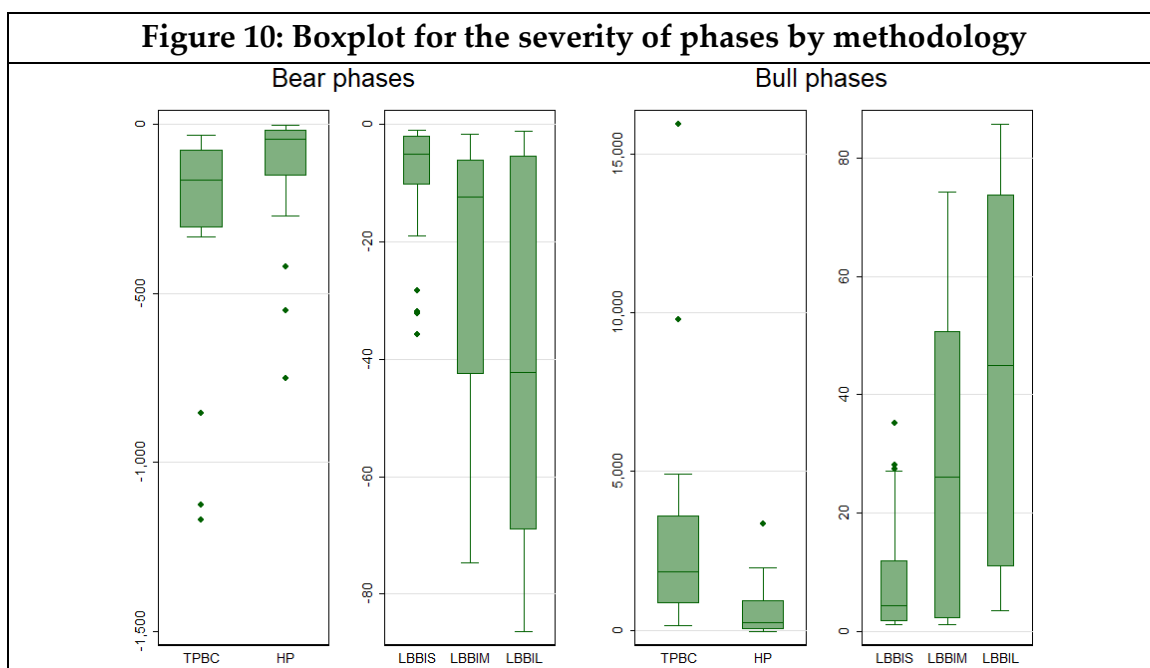 Figure 10: Boxplot for the severity of phases by methodology
Bear phases
Bull phases
0
-500
-1,000
-1,500
TPBC HP
0
-20
-40
-60
-80
LBBIS LBBIM LBBIL
15,000
10,000
5,000
0
TPBC HP
80
60
40
20
0
LBBIS LBBIM LBBIL